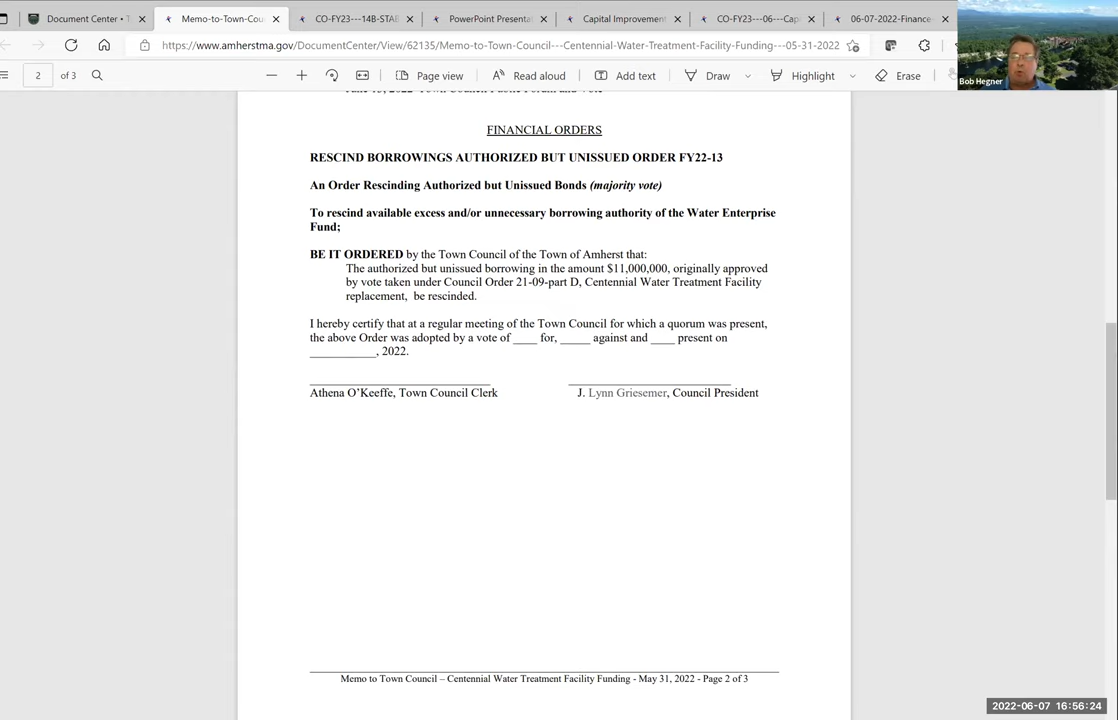 Document Center • T
Memo-to-Town-Cou
CO-FY23---14B-STAB
PowerPoint Presenta
Capital Improvement
CO-FY23---06---Cap
06-07-2022-Finance-
https://www.amherstma.gov/DocumentCenter/View/62135/Memo-to-Town-Council---Centennial-Water-Treatment-Facility-Funding---05-31-2022
2 of 3
Page view
Read aloud
Add text
Draw
Highlight
Erase
Bob Hegner
FINANCIAL ORDERS
RESCIND BORROWINGS AUTHORIZED BUT UNISSUED ORDER FY22-13
An Order Rescinding Authorized but Unissued Bonds (majority vote)
To rescind available excess and/or unnecessary borrowing authority of the Water Enterprise
Fund;
BE IT ORDERED by the Town Council of the Town of Amherst that:
The authorized but unissued borrowing in the amount $11,000,000, originally approved
by vote taken under Council Order 21-09-part D, Centennial Water Treatment Facility
replacement, be rescinded.
I hereby certify that at a regular meeting of the Town Council for which a quorum was present,
the above Order was adopted by a vote of ____ for, _____ against and ____ present on
___________, 2022.
Athena O’Keeffe, Town Council Clerk
J. Lynn Griesemer, Council President
Memo to Town Council – Centennial Water Treatment Facility Funding - May 31, 2022 - Page 2 of 3
2022-06-07 16:56:24